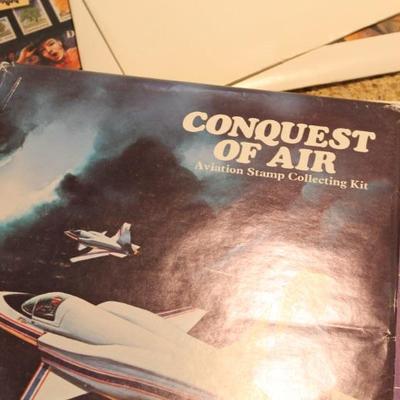 CONQUEST
OF AIR
Aviation Stamp Collecting Kit